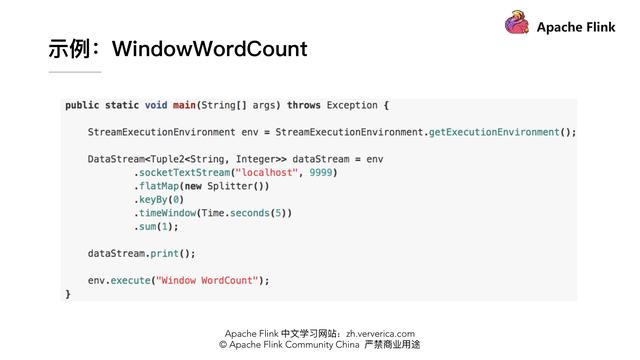 Apache Flink
示例：WindowWordCount
public static void main(String[] args) throws Exception {
StreamExecutionEnvironment env = StreamExecutionEnvironment.getExecutionEnvironment();
DataStream<Tuple2<String, Integer>> dataStream = env
.socketTextStream("localhost", 9999)
.flatMap(new Splitter())
.keyBy(0)
.timeWindow(Time.seconds(5))
.sum(1);
dataStream.print();
env.execute("Window WordCount");
}
Apache Flink 中文学习网站：zh.ververica.com
© Apache Flink Community China 严禁商业用途